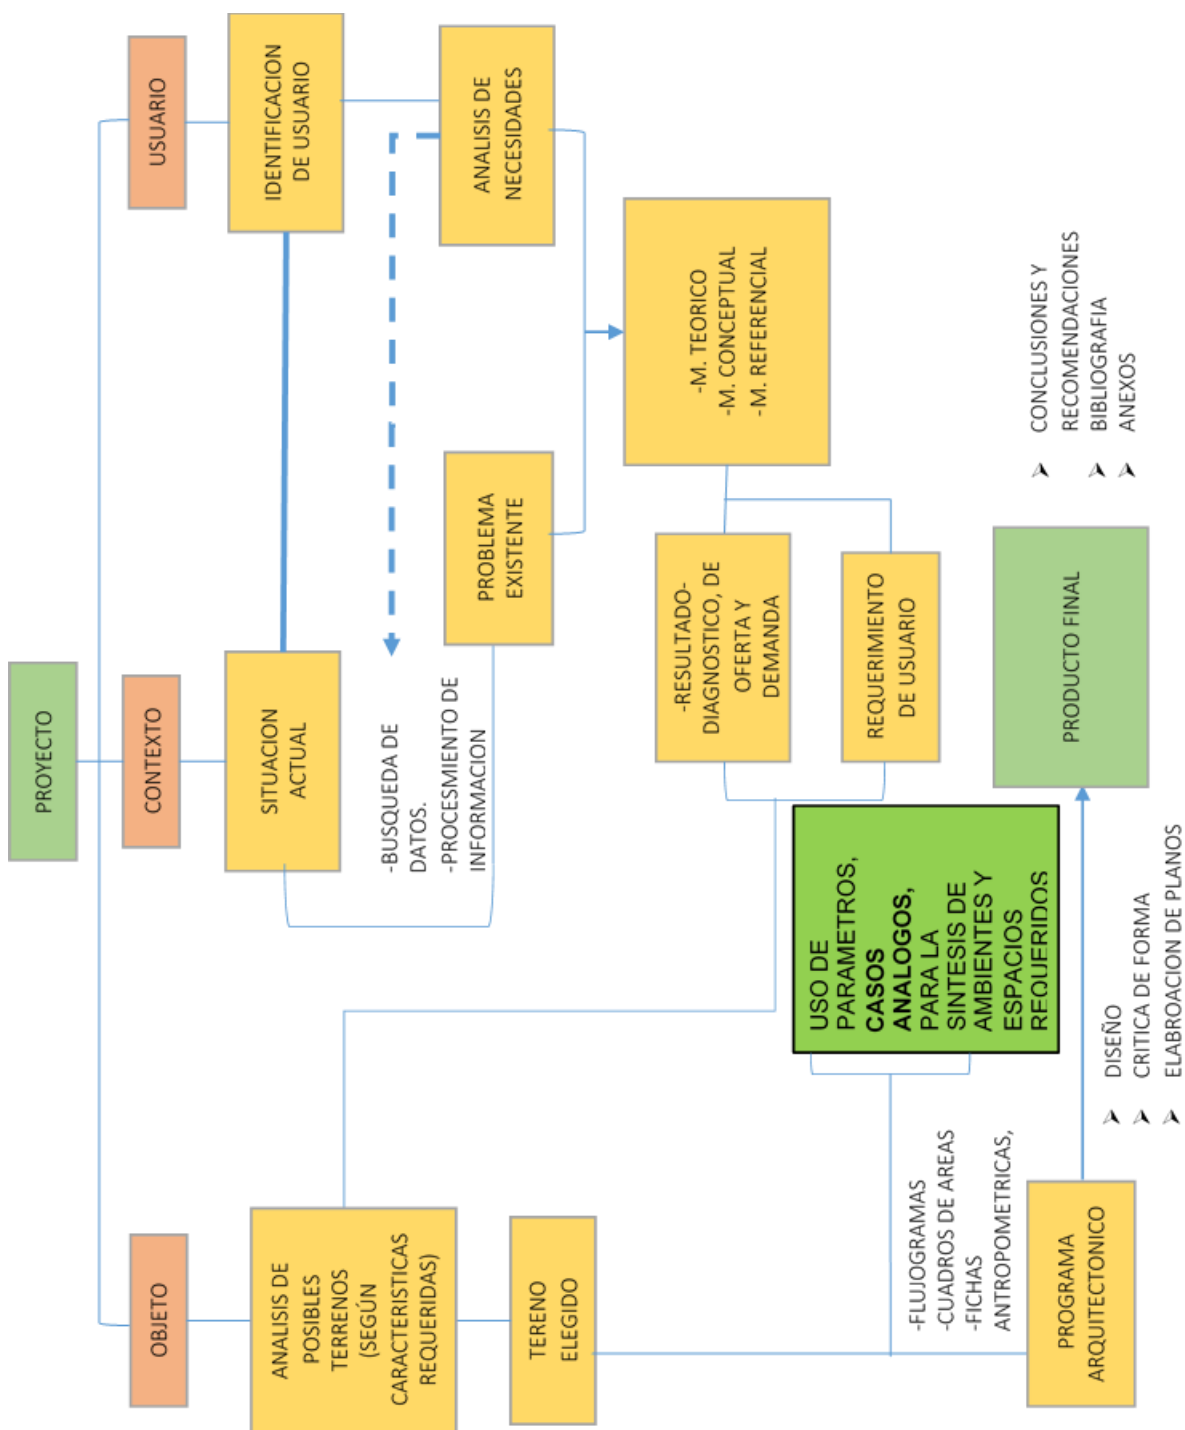 PROYECTO
OBJETO
CONTEXTO
USUARIO
ANALISIS DE
POSIBLES
TERRENOS
(SEGÚN
CARACTERISTICAS
REQUERIDAS)
SITUACION
ACTUAL
IDENTIFICACION
DE USUARIO
-BUSQUEDA DE
DATOS.
-PROCESMIENTO DE
INFORMACION
PROBLEMA
EXISTENTE
ANALISIS DE
NECESIDADES
TERENO
ELEGIDO
-M. TEORICO
-M. CONCEPTUAL
-M. REFERENCIAL
-RESULTADO-
DIAGNOSTICO, DE
OFERTA Y
DEMANDA
REQUERIMIENTO
DE USUARIO
USO DE
PARAMETROS,
CASOS
ANALOGOS,
PARA LA
SINTESIS DE
AMBIENTES Y
ESPACIOS
REQUERIDOS
-FLUJOGRAMAS
-CUADROS DE AREAS
-FICHAS
ANTROPOMETRICAS,
PROGRAMA
ARQUITECTONICO
➢ DISEÑO
➢ CRITICA DE FORMA
➢ ELABROACION DE PLANOS
PRODUCTO FINAL
➢ CONCLUSIONES Y
RECOMENDACIONES
➢ BIBLIOGRAFIA
➢ ANEXOS